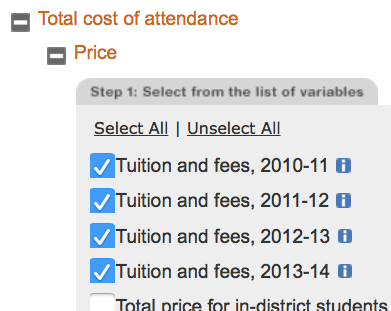 Total cost of attendance
Price
Step 1: Select from the list of variables
Select All | Unselect All
Tuition and fees, 2010-11
Tuition and fees, 2011-12
Tuition and fees, 2012-13
Tuition and fees, 2013-14
Total price for in-district students